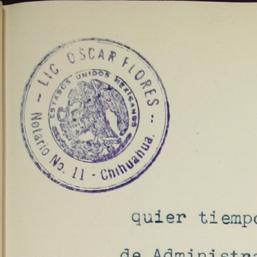 LIC. OSCAR FLORES
ESTADOS UNIDOS MEXICANOS
Notario No. 11 - Chihuahua.
quier tiempo
de Administra